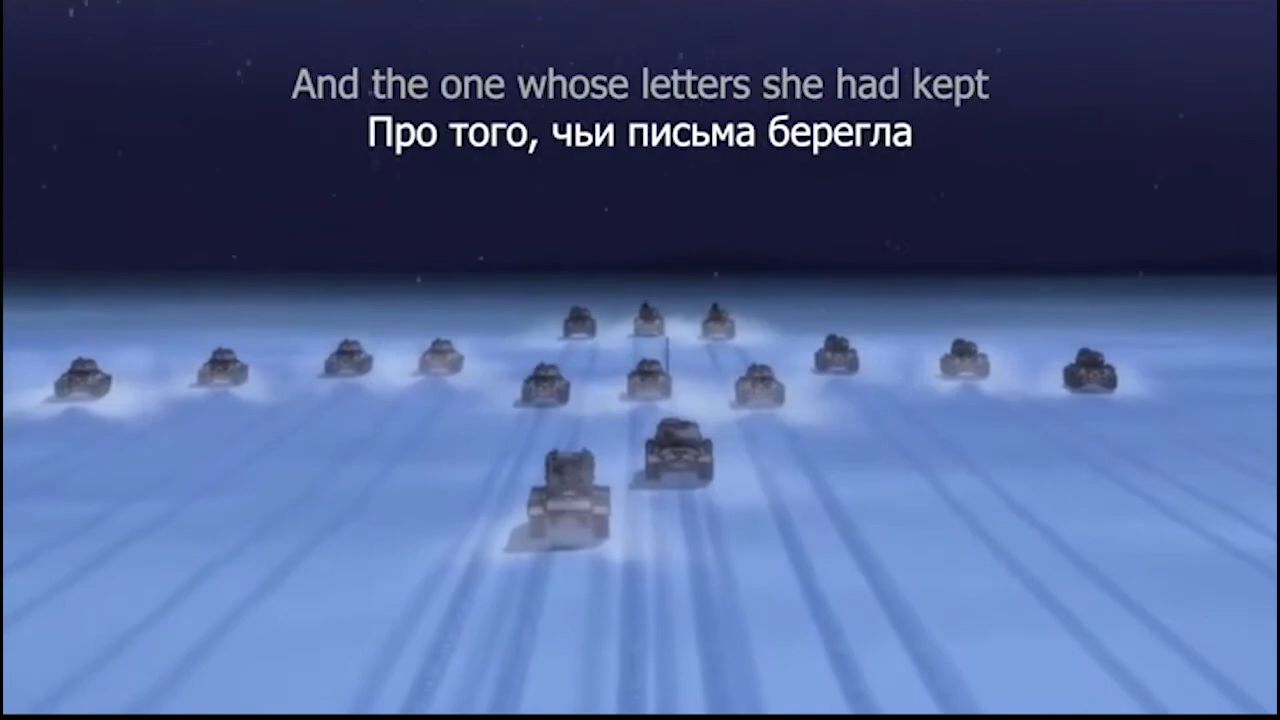 And the one whose letters she had kept
Про того, чьи письма берегла